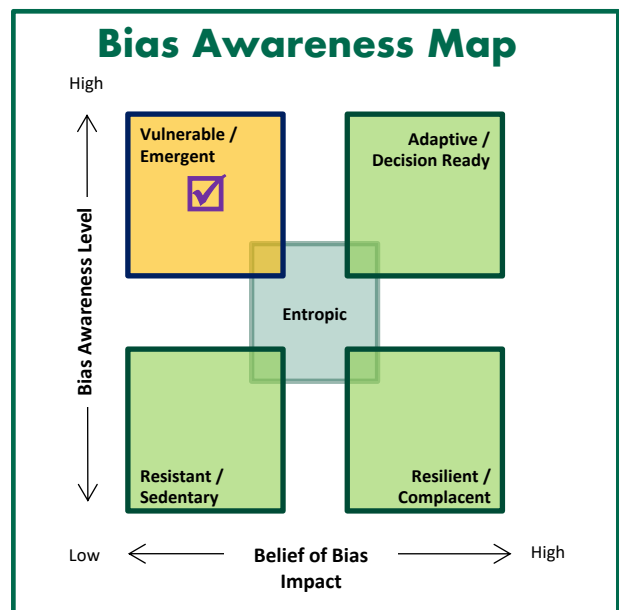 Bias Awareness Map
High
Vulnerable /
Emergent
Adaptive /
Decision Ready
Bias Awareness Level
Entropic
Resistant /
Sedentary
Resilient /
Complacent
Low
Belief of Bias
Impact
High